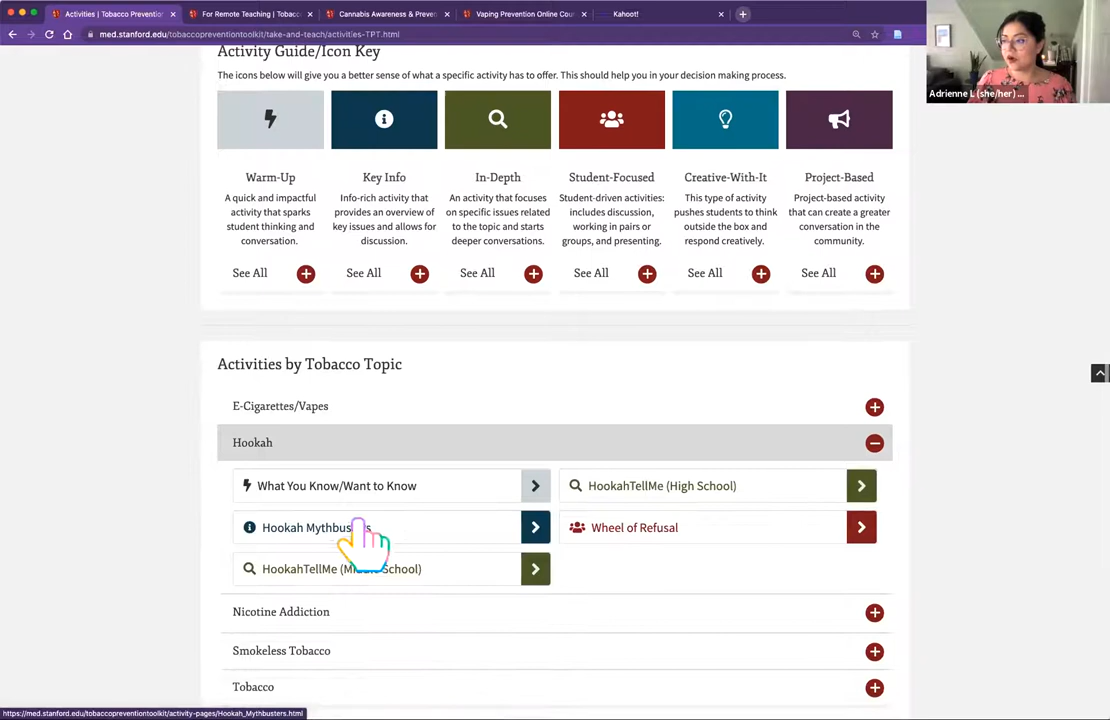 Activities | Tobacco Preventio
For Remote Teaching | Tobacc
Cannabis Awareness & Preven
Vaping Prevention Online Cou
Kahoot!
med.stanford.edu/tobaccopreventiontoolkit/take-and-teach/activities-TPT.html
Adrienne L (she/her) ...
Activity Guide/Icon Key
The icons below will give you a better sense of what a specific activity has to offer. This should help you in your decision making process.
Warm-Up
A quick and impactful
activity that sparks
student thinking and
conversation.
See All
Key Info
Info-rich activity that
provides an overview of
key issues and allows for
discussion.
See All
In-Depth
An activity that focuses
on specific issues related
to the topic and starts
deeper conversations.
See All
Student-Focused
Student-driven activities:
includes discussion,
working in pairs or
groups, and presenting.
See All
Creative-With-It
This type of activity
pushes students to think
outside the box and
respond creatively.
See All
Project-Based
Project-based activity
that can create a greater
conversation in the
community.
See All
Activities by Tobacco Topic
E-Cigarettes/Vapes
Hookah
What You Know/Want to Know
HookahTellMe (High School)
Hookah Mythbusters
Wheel of Refusal
HookahTellMe (Middle School)
Nicotine Addiction
Smokeless Tobacco
Tobacco
https://med.stanford.edu/tobaccopreventiontoolkit/activity-pages/Hookah_Mythbusters.html